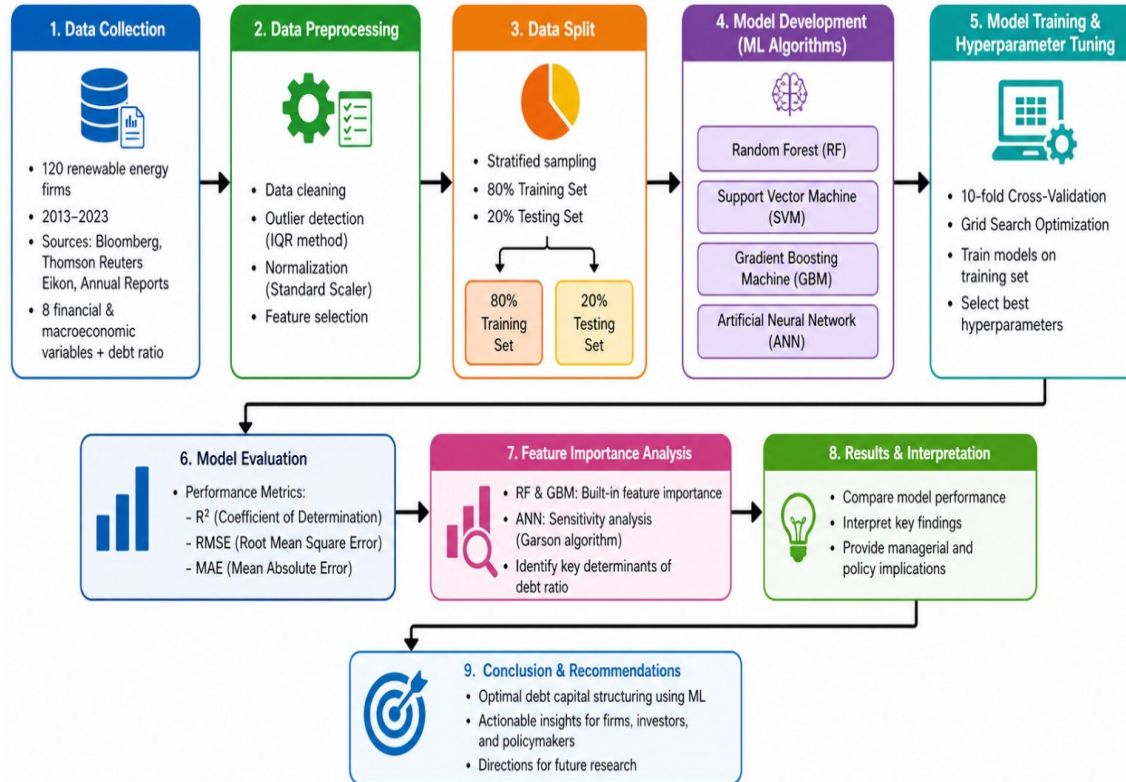 1. Data Collection
• 120 renewable energy
firms
• 2013–2023
• Sources: Bloomberg,
Thomson Reuters
Eikon, Annual Reports
• 8 financial &
macroeconomic
variables + debt ratio
2. Data Preprocessing
• Data cleaning
• Outlier detection
(IQR method)
• Normalization
(Standard Scaler)
• Feature selection
3. Data Split
• Stratified sampling
• 80% Training Set
• 20% Testing Set
80%
Training
Set
20%
Testing
Set
4. Model Development
(ML Algorithms)
Random Forest (RF)
Support Vector Machine
(SVM)
Gradient Boosting
Machine (GBM)
Artificial Neural Network
(ANN)
5. Model Training &
Hyperparameter Tuning
• 10-fold Cross-Validation
• Grid Search Optimization
• Train models on
training set
• Select best
hyperparameters
6. Model Evaluation
• Performance Metrics:
– R² (Coefficient of Determination)
– RMSE (Root Mean Square Error)
– MAE (Mean Absolute Error)
7. Feature Importance Analysis
• RF & GBM: Built-in feature importance
• ANN: Sensitivity analysis
(Garson algorithm)
• Identify key determinants of
debt ratio
8. Results & Interpretation
• Compare model performance
• Interpret key findings
• Provide managerial and
policy implications
9. Conclusion & Recommendations
• Optimal debt capital structuring using ML
• Actionable insights for firms, investors,
and policymakers
• Directions for future research